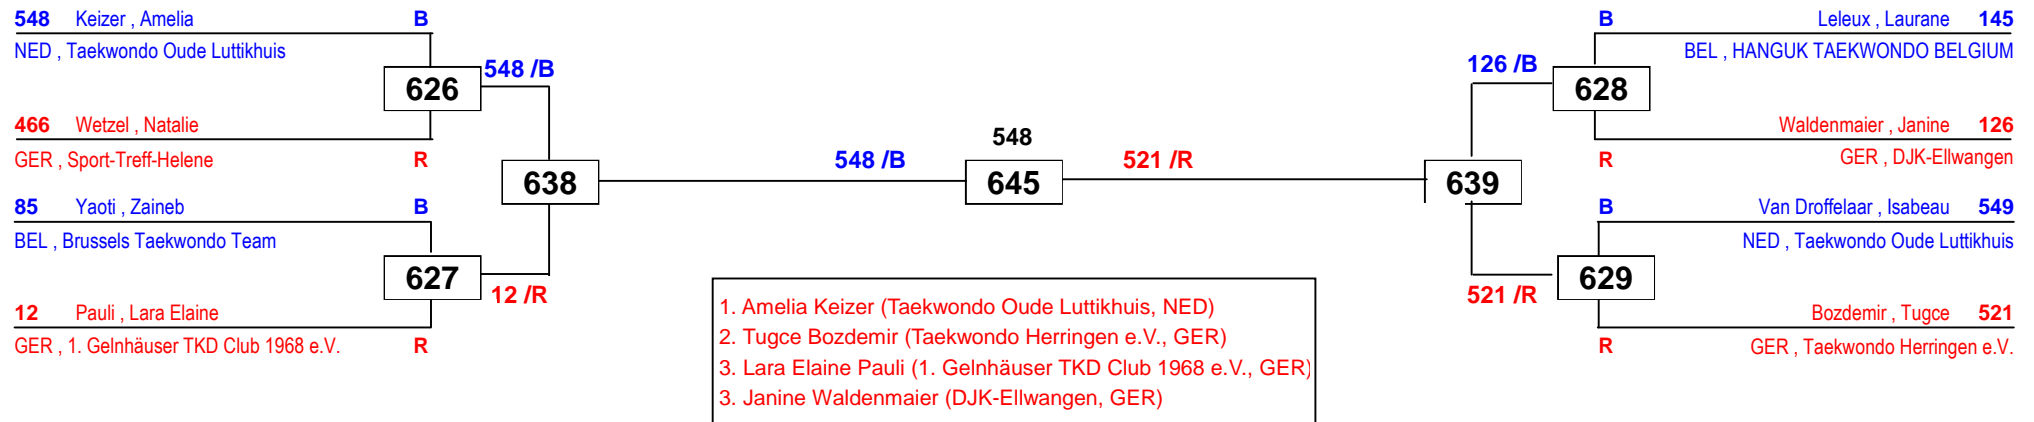 548 Keizer , Amelia B
NED , Taekwondo Oude Luttikhuis
626
548 /B
466 Wetzel , Natalie
GER , Sport-Treff-Helene R
638
85 Yaoti , Zaineb B
BEL , Brussels Taekwondo Team
627
12 /R
12 Pauli , Lara Elaine
GER , 1. Gelnhäuser TKD Club 1968 e.V. R
548 /B
548
645
521 /R
B Leleux , Laurane 145
BEL , HANGUK TAEKWONDO BELGIUM
126 /B
628
Waldenmaier , Janine 126
R GER , DJK-Ellwangen
639
B Van Droffelaar , Isabeau 549
NED , Taekwondo Oude Luttikhuis
629
521 /R
Bozdemir , Tugce 521
R GER , Taekwondo Herringen e.V.
1. Amelia Keizer (Taekwondo Oude Luttikhuis, NED)
2. Tugce Bozdemir (Taekwondo Herringen e.V., GER)
3. Lara Elaine Pauli (1. Gelnhäuser TKD Club 1968 e.V., GER)
3. Janine Waldenmaier (DJK-Ellwangen, GER)